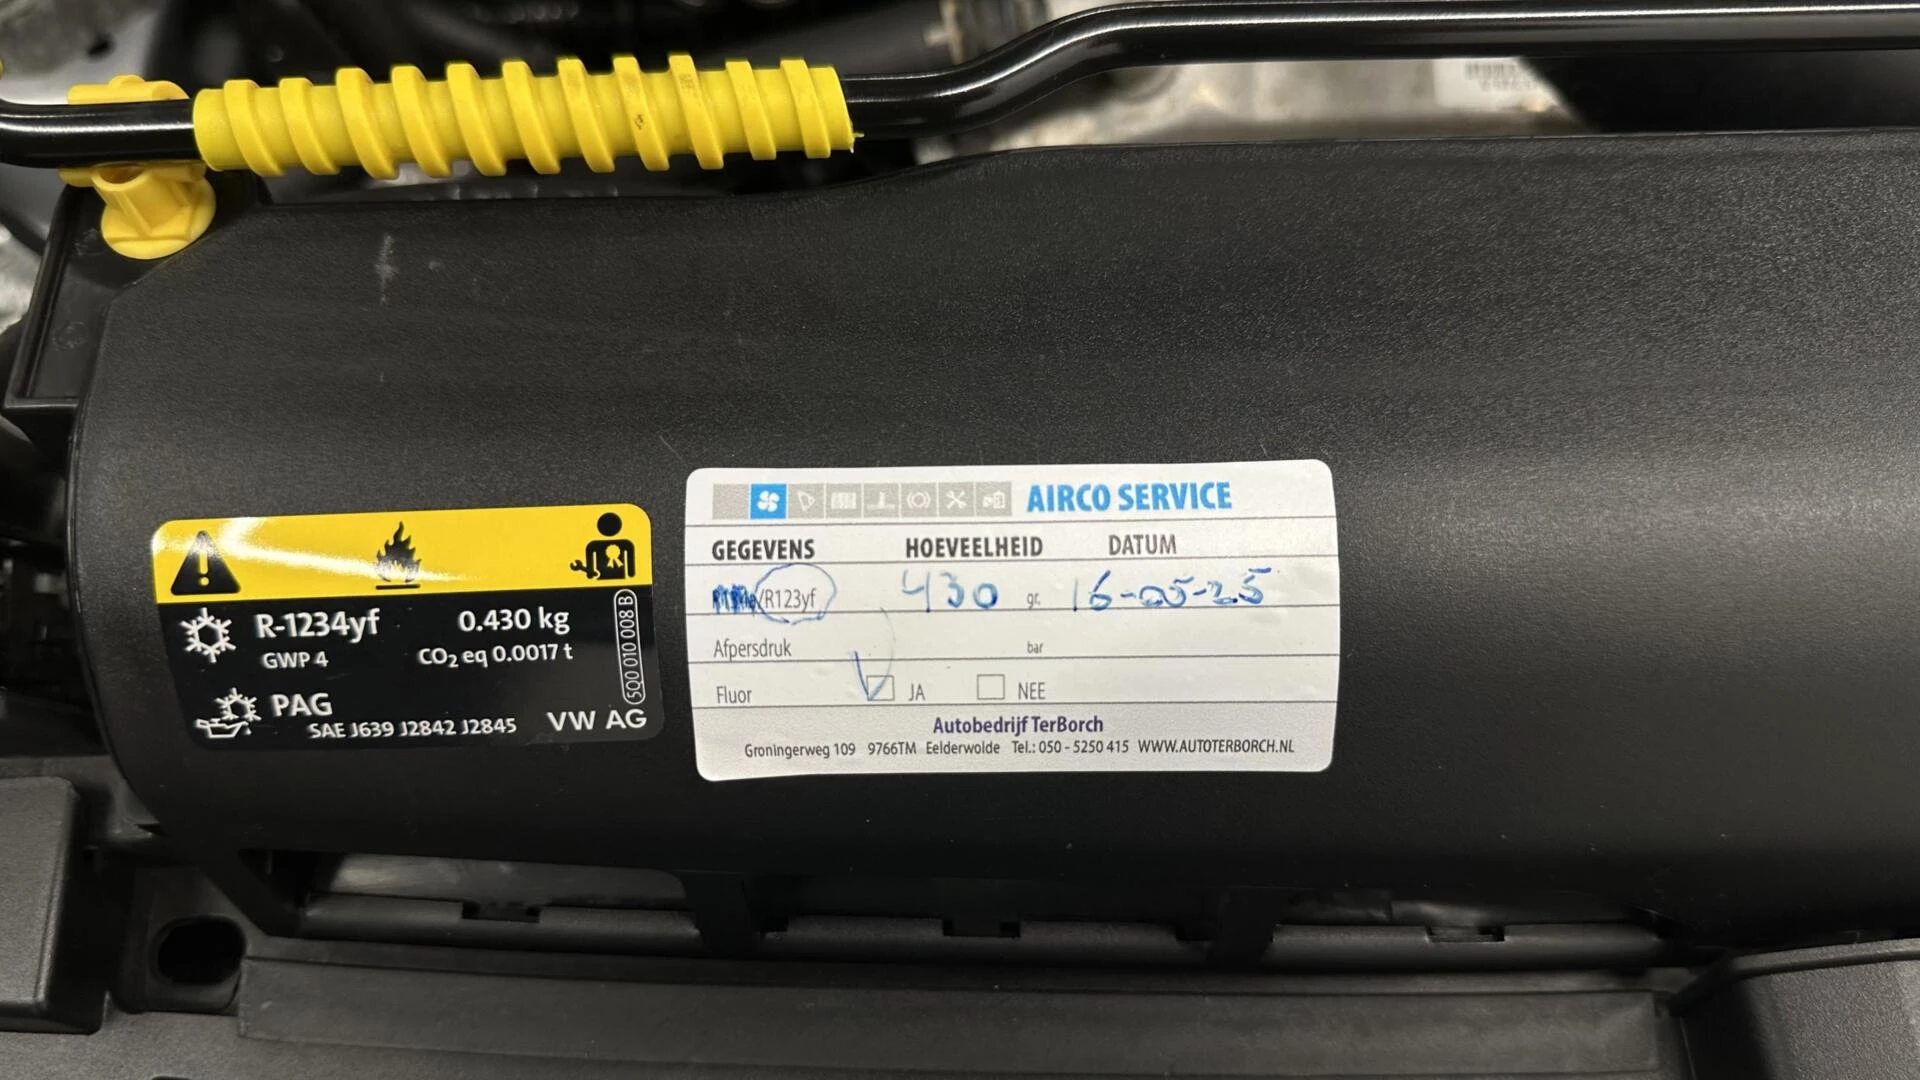 R-1234yf 0.430 kg
GWP 4 CO2 eq 0.0017 t
PAG
SAE J639 J2842 J2845 VW AG
5Q0 010 008 B
AIRCO SERVICE
GEGEVENS HOEVEELHEID DATUM
/R123yf 430 gr. 16-05-25
Afpersdruk bar
Fluor JA NEE
Autobedrijf TerBorch
Groningerweg 109 9766TM Eelderwolde Tel.: 050 - 5250 415 WWW.AUTOTERBORCH.NL